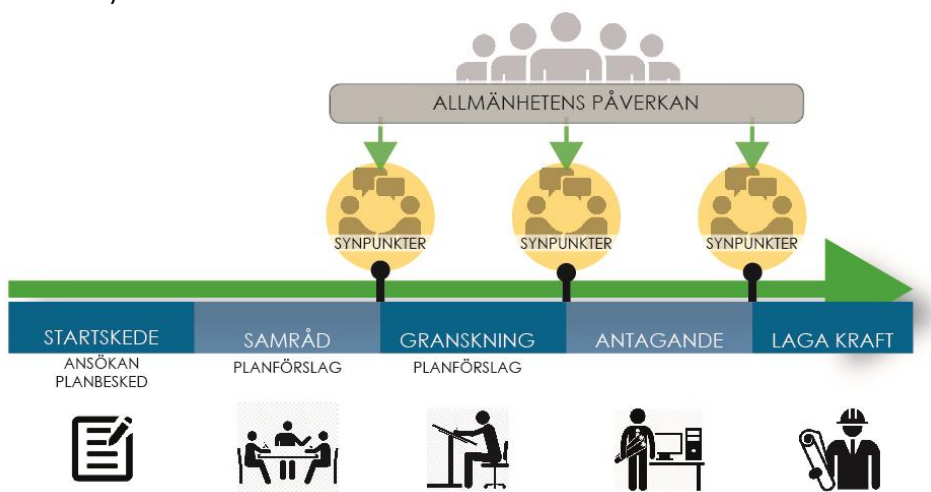 ALLMÄNHETENS PÅVERKAN
SYNPUNKTER
SYNPUNKTER
SYNPUNKTER
STARTSKEDE
SAMRÅD
GRANSKNING
ANTAGANDE
LAGA KRAFT
ANSÖKAN
PLANBESKED
PLANFÖRSLAG
PLANFÖRSLAG